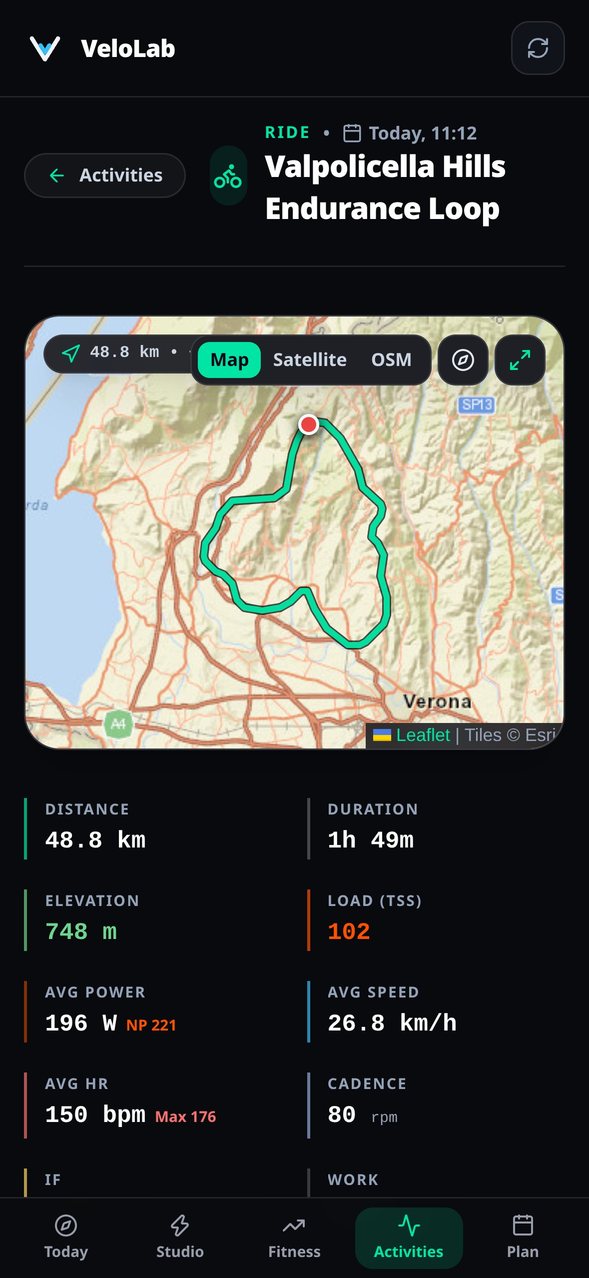 VeloLab
RIDE • Today, 11:12
Activities
Valpolicella Hills
Endurance Loop
48.8 km •
Map Satellite OSM
SP13
rda
Verona
A4
Leaflet | Tiles © Esri
DISTANCE
48.8 km
DURATION
1h 49m
ELEVATION
748 m
LOAD (TSS)
102
AVG POWER
196 W NP 221
AVG SPEED
26.8 km/h
AVG HR
150 bpm Max 176
CADENCE
80 rpm
IF
WORK
Today
Studio
Fitness
Activities
Plan